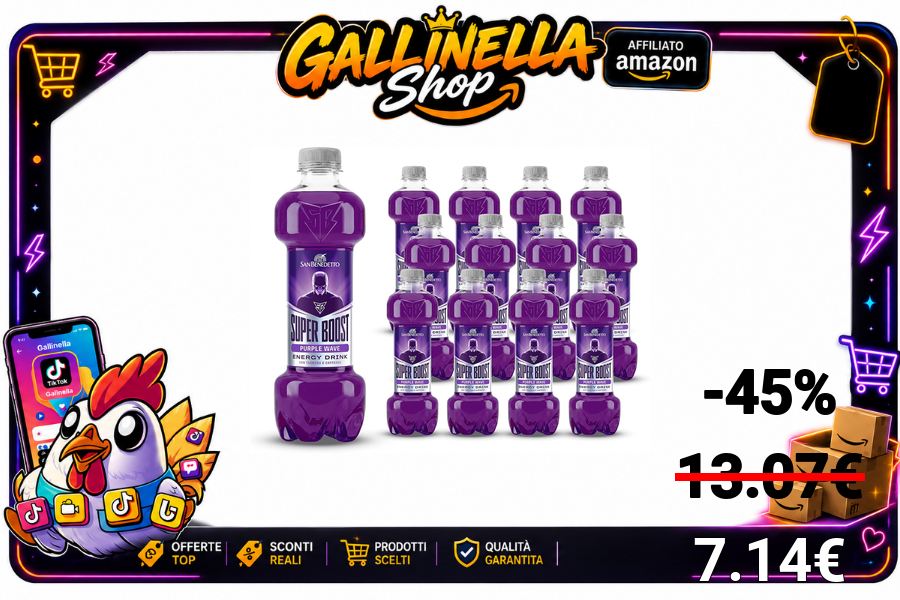 GALLINELLA
Shop
AFFILIATO
amazon
SANBENEDETTO
SUPER BOOST
PURPLE WAVE
ENERGY DRINK
Gallinella
TikTok
Gallinella
-45%
13.07€
7.14€
OFFERTE
TOP
SCONTI
REALI
PRODOTTI
SCELTI
QUALITÀ
GARANTITA